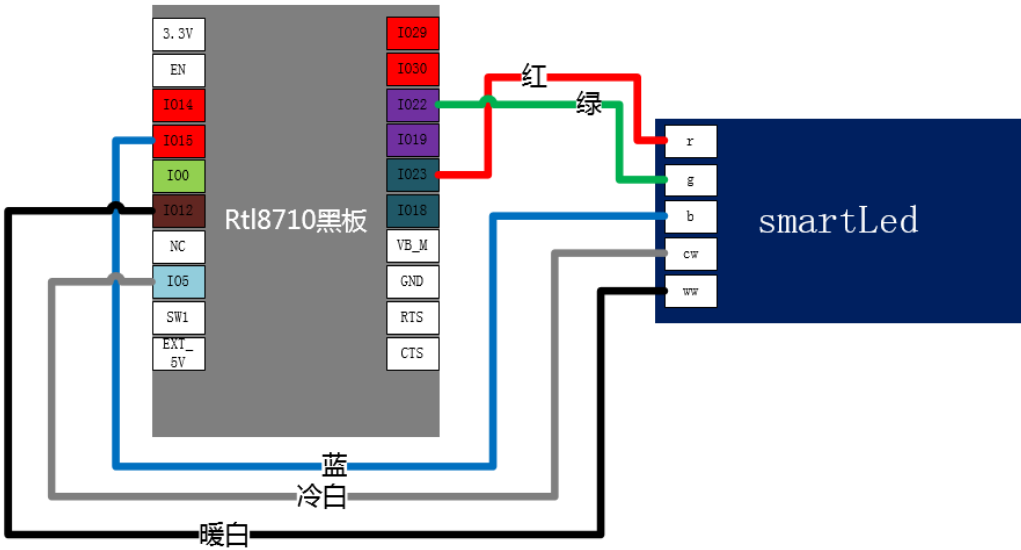 3.3V
EN
IO14
IO15
IO0
IO12
NC
IO5
SW1
EXT_
5V
Rtl8710黑板
IO29
IO30
IO22
IO19
IO23
IO18
VB_M
GND
RTS
CTS
红
绿
r
g
b
cw
ww
smartLed
蓝
冷白
暖白